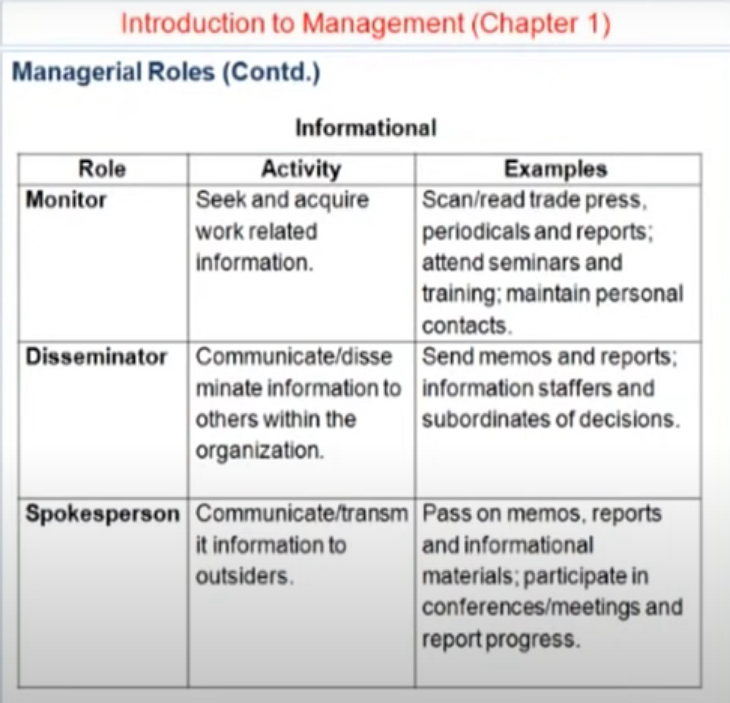 Introduction to Management (Chapter 1)
Managerial Roles (Contd.)
Informational
Role Activity Examples
Monitor Seek and acquire Scan/read trade press,
work related periodicals and reports;
information. attend seminars and
training; maintain personal
contacts.
Disseminator Communicate/disse Send memos and reports;
minate information to information staffers and
others within the subordinates of decisions.
organization.
Spokesperson Communicate/transm Pass on memos, reports
it information to and informational
outsiders. materials; participate in
conferences/meetings and
report progress.